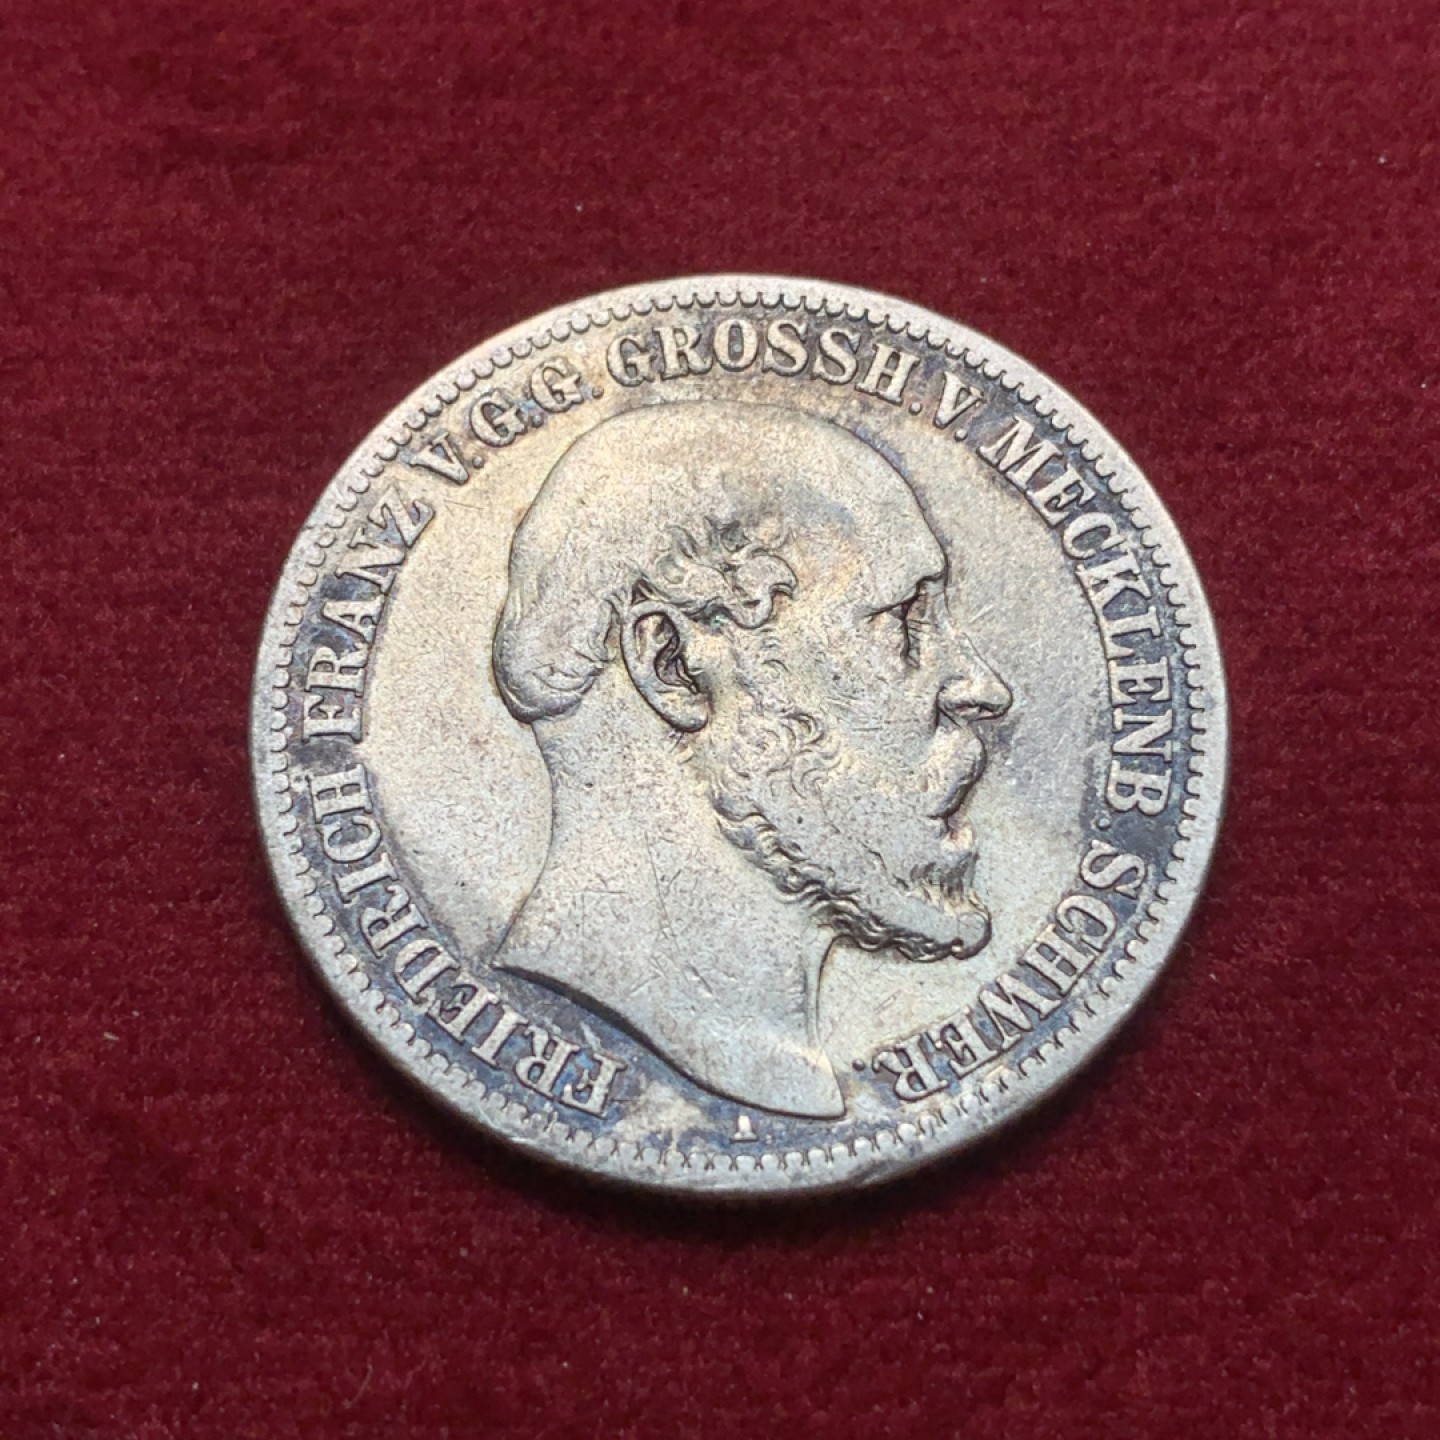 FRIEDRICH FRANZ V.G.G. GROSSH. V. MECKLENB. SCHWER.
A